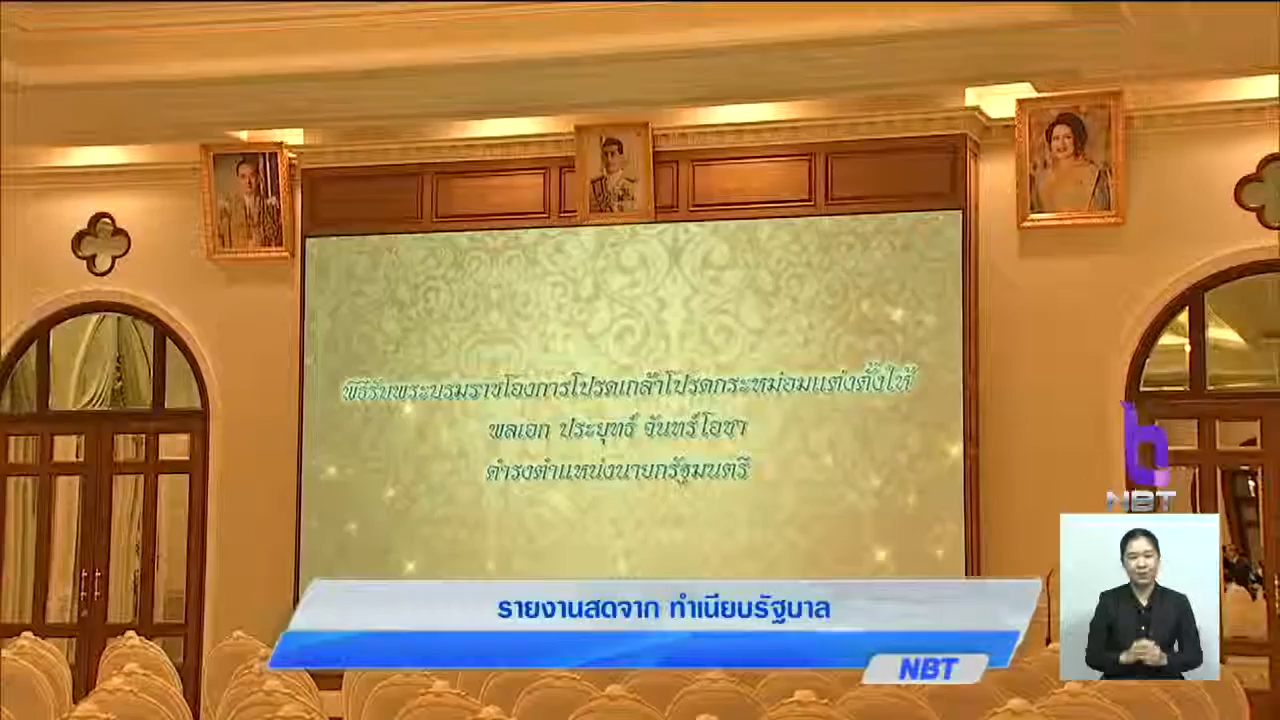 พิธีรับพระบรมราชโองการโปรดเกล้าโปรดกระหม่อมแต่งตั้งให้
พลเอก ประยุทธ์ จันทร์โอชา
ดำรงตำแหน่งนายกรัฐมนตรี
NBT
รายงานสดจาก ทำเนียบรัฐบาล
NBT